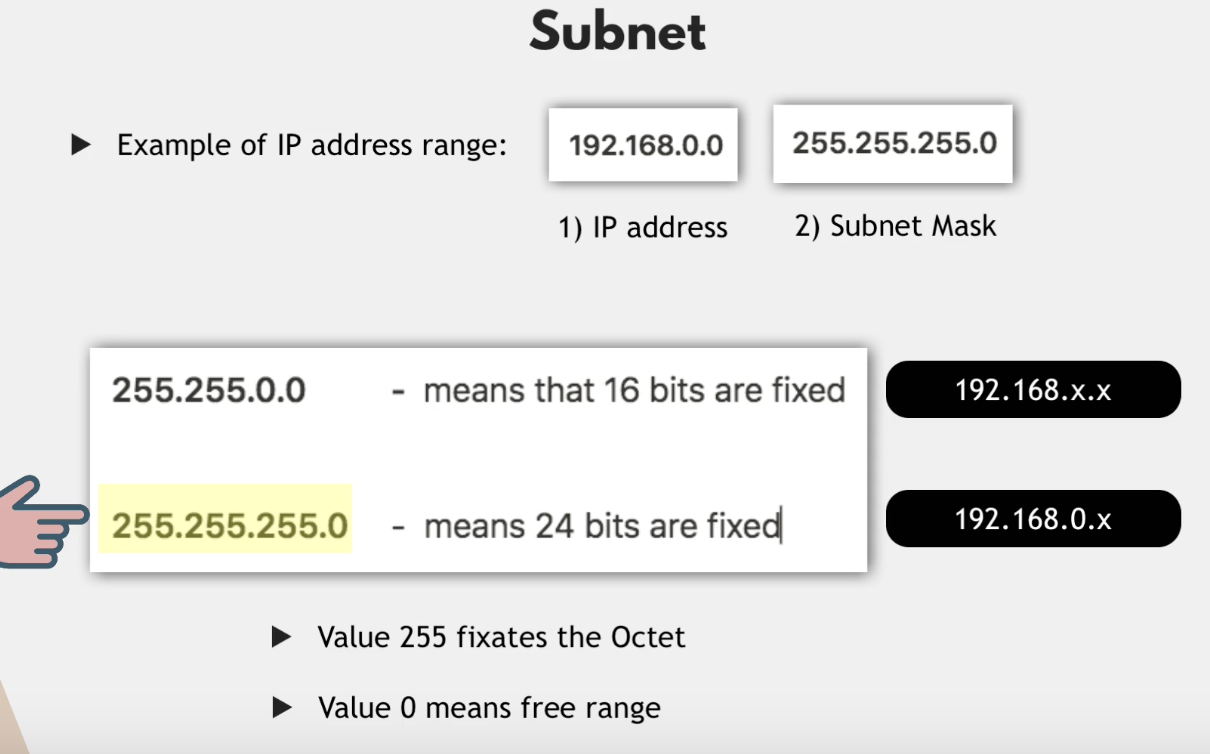 Subnet
Example of IP address range: 192.168.0.0 255.255.255.0
1) IP address 2) Subnet Mask
255.255.0.0 - means that 16 bits are fixed 192.168.x.x
255.255.255.0 - means 24 bits are fixed 192.168.0.x
Value 255 fixates the Octet
Value 0 means free range